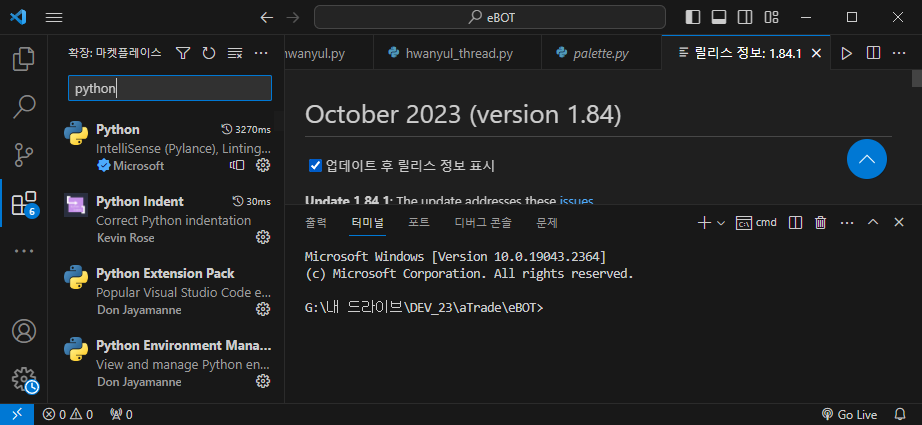 eBOT
확장: 마켓플레이스
python
Python
3270ms
IntelliSense (Pylance), Linting...
Microsoft
Python Indent
30ms
Correct Python indentation
Kevin Rose
Python Extension Pack
Popular Visual Studio Code e...
Don Jayamanne
Python Environment Mana...
View and manage Python en...
Don Jayamanne
6
hwanyul.py
hwanyul_thread.py
palette.py
릴리스 정보: 1.84.1
October 2023 (version 1.84)
업데이트 후 릴리스 정보 표시
Update 1.84.1: The update addresses these issues.
출력 터미널 포트 디버그 콘솔 문제
cmd
Microsoft Windows [Version 10.0.19043.2364]
(c) Microsoft Corporation. All rights reserved.
G:\내 드라이브\DEV_23\aTrade\eBOT>
0 0 0
Go Live